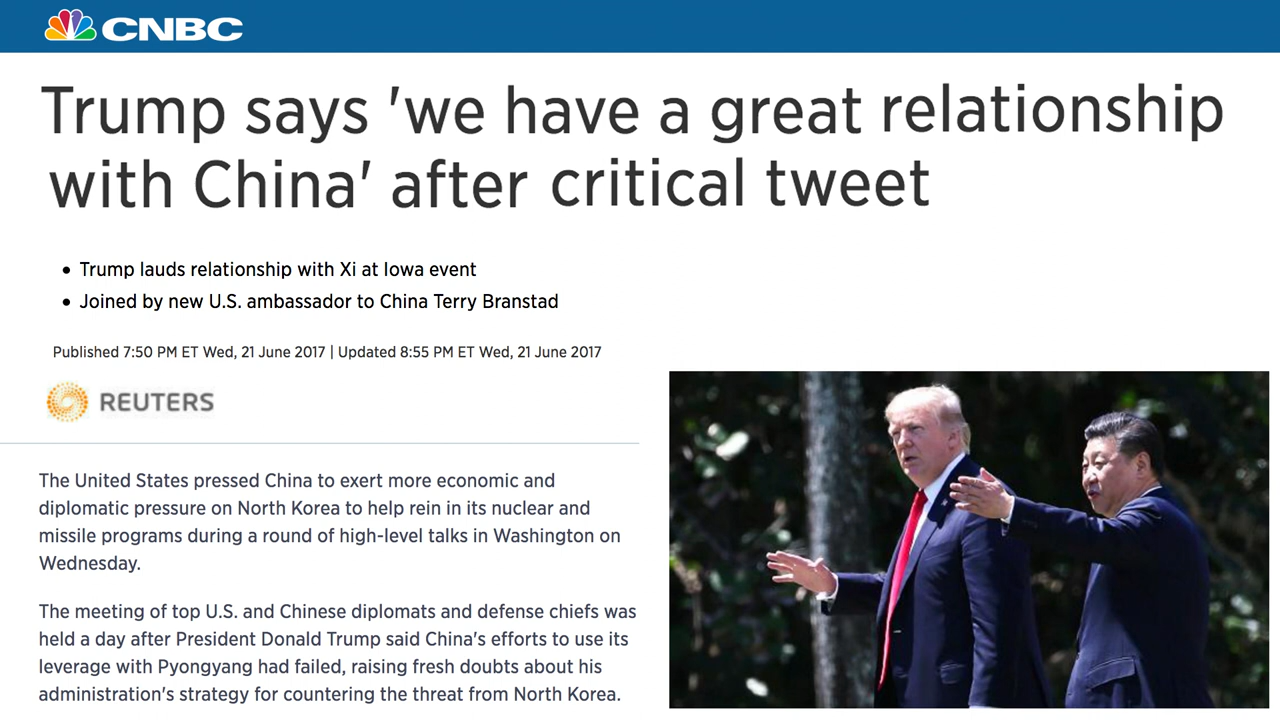 CNBC
Trump says 'we have a great relationship
with China' after critical tweet
• Trump lauds relationship with Xi at Iowa event
• Joined by new U.S. ambassador to China Terry Branstad
Published 7:50 PM ET Wed, 21 June 2017 | Updated 8:55 PM ET Wed, 21 June 2017
REUTERS
The United States pressed China to exert more economic and
diplomatic pressure on North Korea to help rein in its nuclear and
missile programs during a round of high-level talks in Washington on
Wednesday.
The meeting of top U.S. and Chinese diplomats and defense chiefs was
held a day after President Donald Trump said China's efforts to use its
leverage with Pyongyang had failed, raising fresh doubts about his
administration's strategy for countering the threat from North Korea.